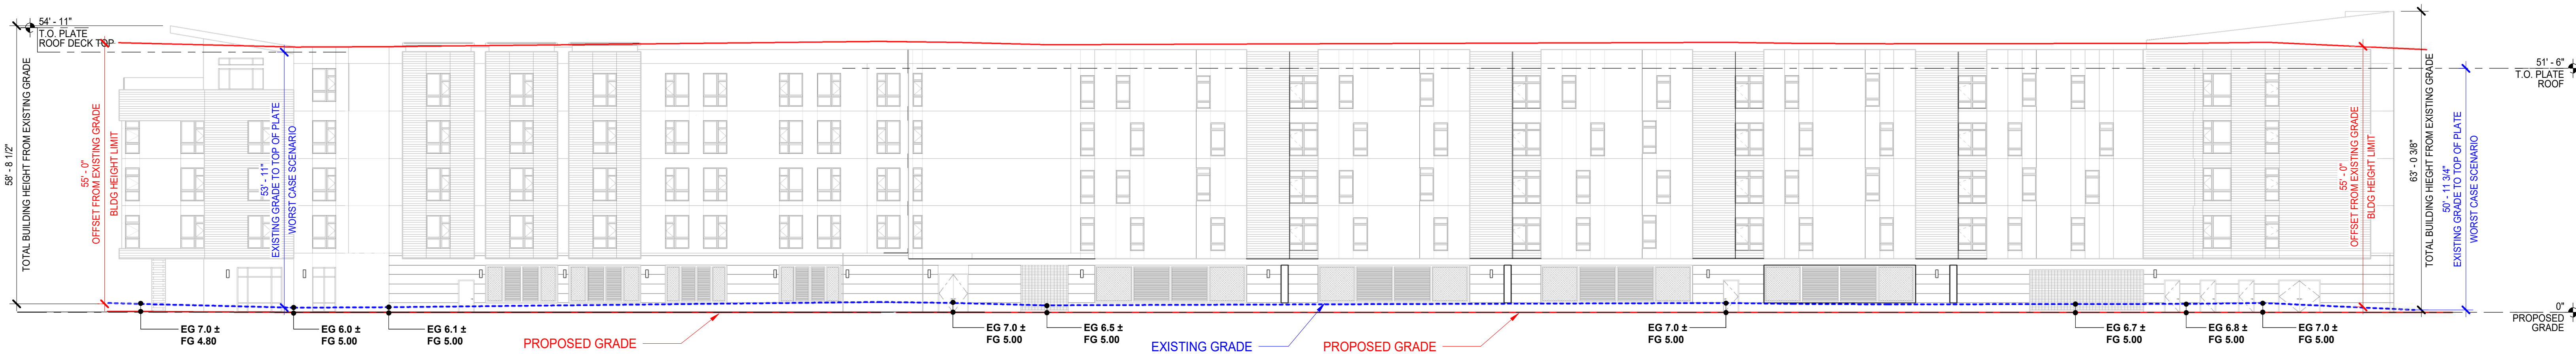 54' - 11"
T.O. PLATE
ROOF DECK TOP
58' - 8 1/2"
TOTAL BUILDING HEIGHT FROM EXISTING GRADE
55' - 0"
OFFSET FROM EXISTING GRADE
BLDG HEIGHT LIMIT
53' - 11"
EXISTING GRADE TO TOP OF PLATE
WORST CASE SCENARIO
55' - 0"
OFFSET FROM EXISTING GRADE
BLDG HEIGHT LIMIT
63' - 0 3/8"
TOTAL BUILDING HIEGHT FROM EXISTING GRADE
50' - 11 3/4"
EXISTING GRADE TO TOP OF PLATE
WORST CASE SCENARIO
51' - 6"
T.O. PLATE
ROOF
0"
PROPOSED
GRADE
EG 7.0 ±
FG 4.80
EG 6.0 ±
FG 5.00
EG 6.1 ±
FG 5.00
PROPOSED GRADE
EG 7.0 ±
FG 5.00
EG 6.5 ±
FG 5.00
EXISTING GRADE
PROPOSED GRADE
EG 7.0 ±
FG 5.00
EG 6.7 ±
FG 5.00
EG 6.8 ±
FG 5.00
EG 7.0 ±
FG 5.00